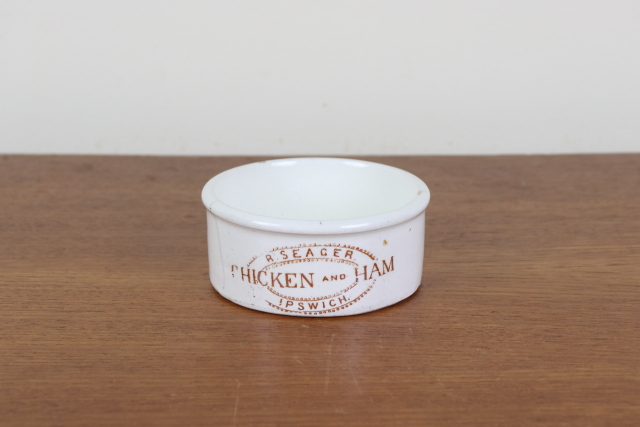 R. SEAGER
CHICKEN AND HAM
IPSWICH.